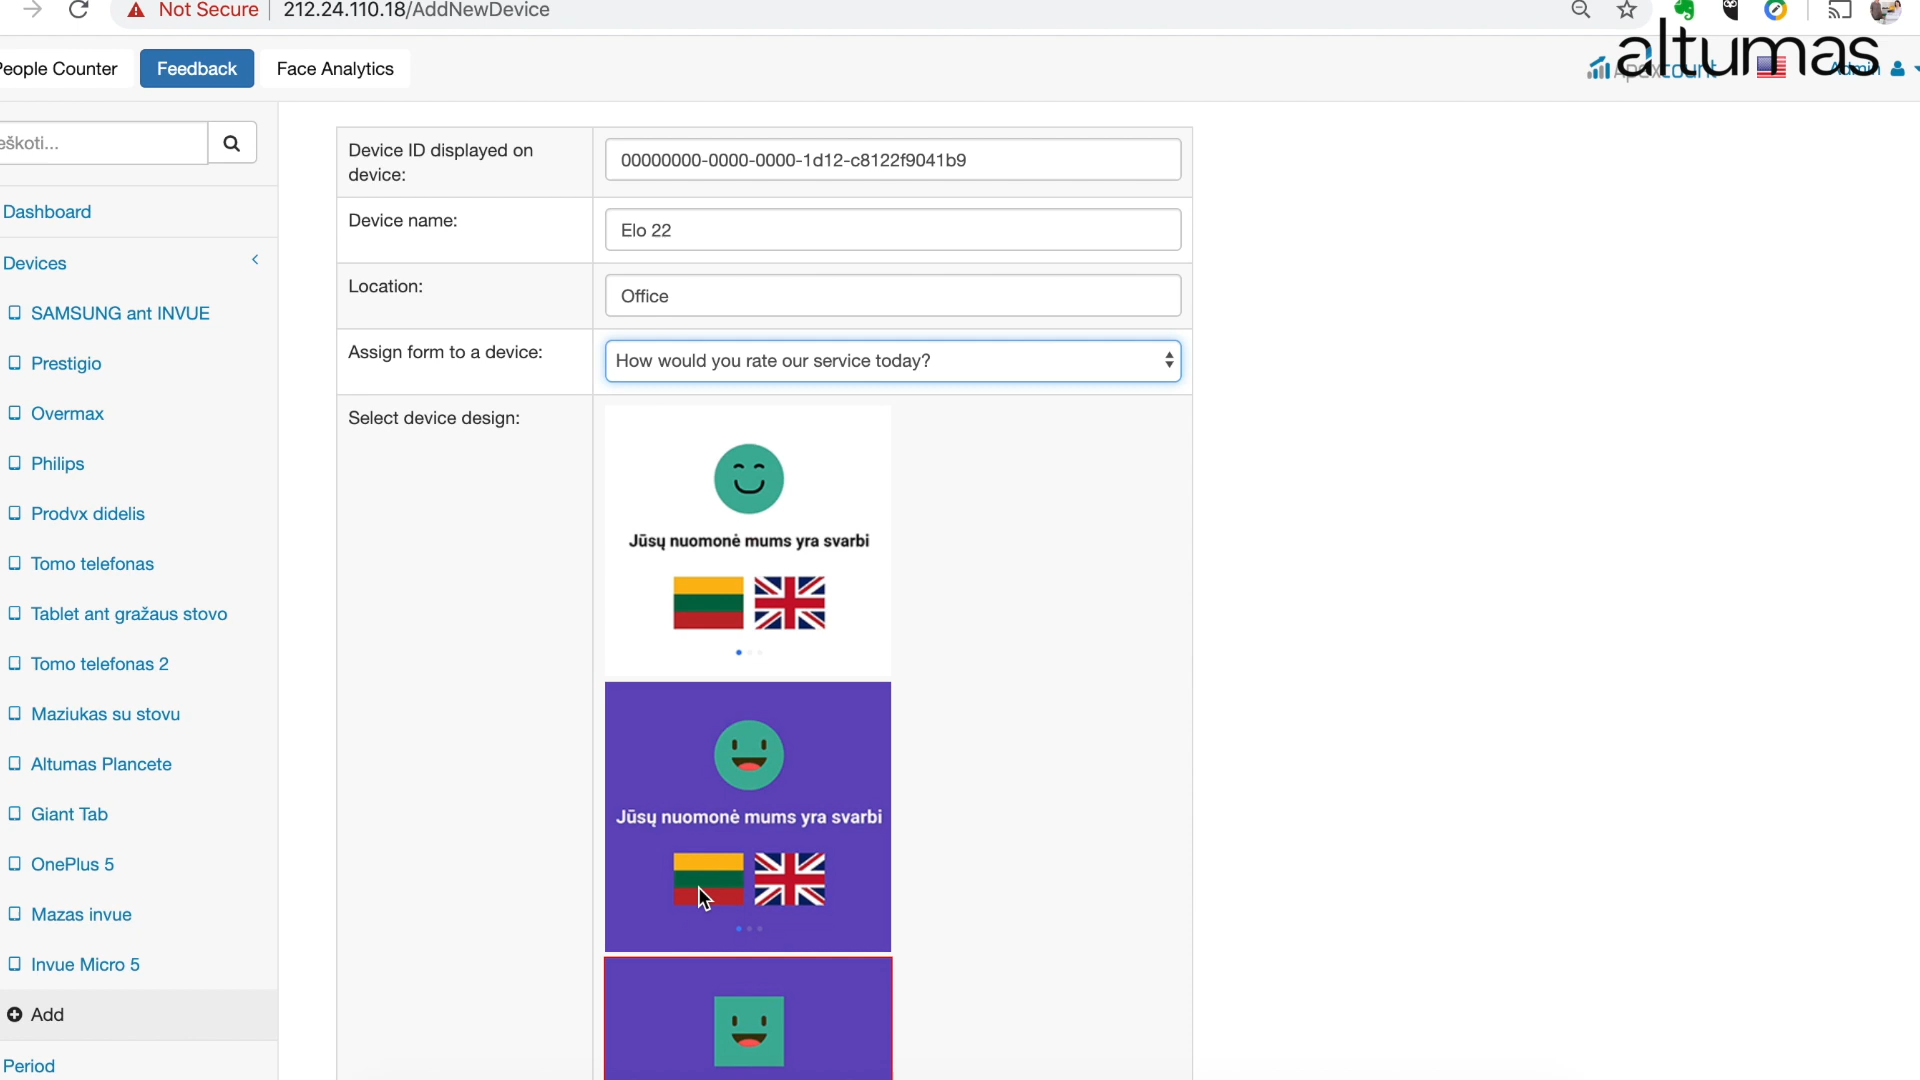 Not Secure
212.24.110.18/AddNewDevice
altumas
People Counter
Feedback
Face Analytics
Apexcount
Admin
eškoti...
Dashboard
Devices
SAMSUNG ant INVUE
Prestigio
Overmax
Philips
Prodvx didelis
Tomo telefonas
Tablet ant gražaus stovo
Tomo telefonas 2
Maziukas su stovu
Altumas Plancete
Giant Tab
OnePlus 5
Mazas invue
Invue Micro 5
Add
Period
Device ID displayed on
device:
00000000-0000-0000-1d12-c8122f9041b9
Device name:
Elo 22
Location:
Office
Assign form to a device:
How would you rate our service today?
Select device design:
Jūsų nuomonė mums yra svarbi
Jūsų nuomonė mums yra svarbi